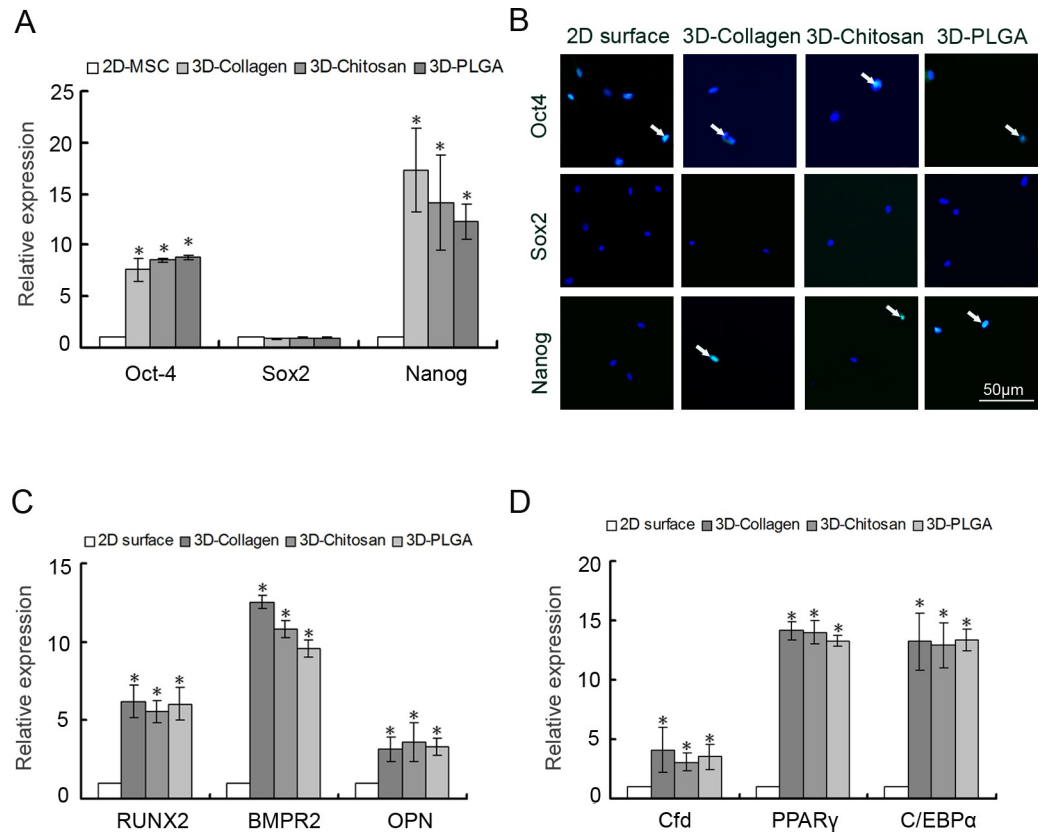 A
2D-MSC 3D-Collagen 3D-Chitosan 3D-PLGA
Relative expression
25
20
15
10
5
0
* * * * * *
Oct-4 Sox2 Nanog
B
2D surface 3D-Collagen 3D-Chitosan 3D-PLGA
Oct4
Sox2
Nanog
50μm
C
2D surface 3D-Collagen 3D-Chitosan 3D-PLGA
Relative expression
15
10
5
0
* * * * * * * * *
RUNX2 BMPR2 OPN
D
2D surface 3D-Collagen 3D-Chitosan 3D-PLGA
Relative expression
20
15
10
5
0
* * * * * * * * *
Cfd PPARγ C/EBPα